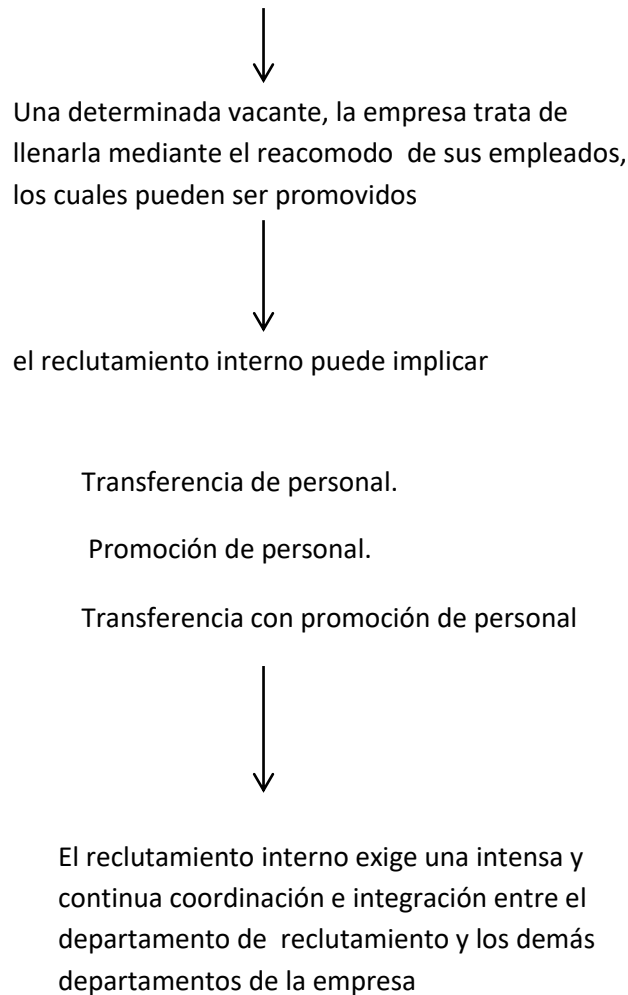 Una determinada vacante, la empresa trata de
llenarla mediante el reacomodo  de sus empleados,
los cuales pueden ser promovidos
el reclutamiento interno puede implicar
Transferencia de personal.
Promoción de personal.
Transferencia con promoción de personal
El reclutamiento interno exige una intensa y
continua coordinación e integración entre el
departamento de  reclutamiento y los demás
departamentos de la empresa